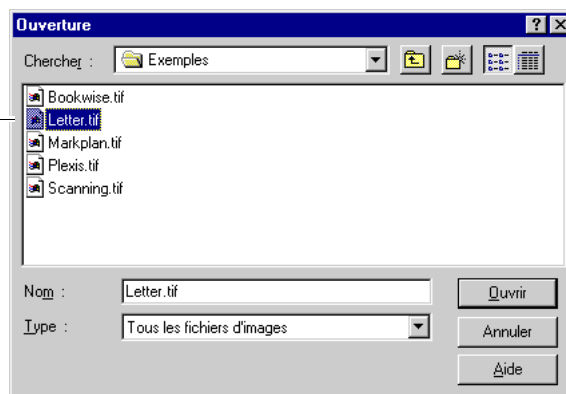 Ouverture
Chercher :
Exemples
Bookwise.tif
Letter.tif
Markplan.tif
Plexis.tif
Scanning.tif
Nom :
Letter.tif
Ouvrir
Type :
Tous les fichiers d'images
Annuler
Aide